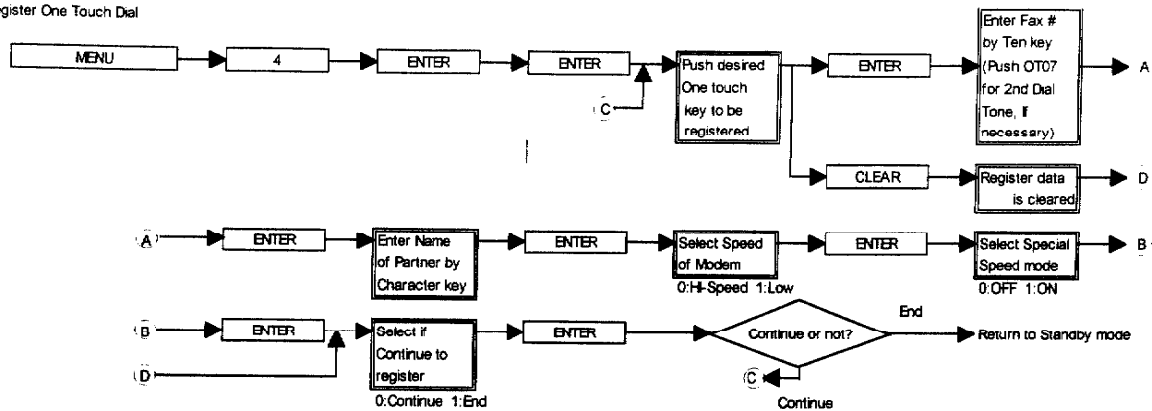 egister One Touch Dial
MENU
4
ENTER
ENTER
Push desired
One touch
key to be
registered
C
ENTER
Enter Fax #
by Ten key
(Push OT07
for 2nd Dial
Tone, If
necessary)
A
CLEAR
Register data
is cleared
D
A
ENTER
Enter Name
of Partner by
Character key
ENTER
Select Speed
of Modem
0:Hi-Speed 1:Low
ENTER
Select Special
Speed mode
0:OFF 1:ON
B
B
ENTER
Select if
Continue to
register
0:Continue 1:End
D
ENTER
Continue or not?
End
Return to Standby mode
C
Continue